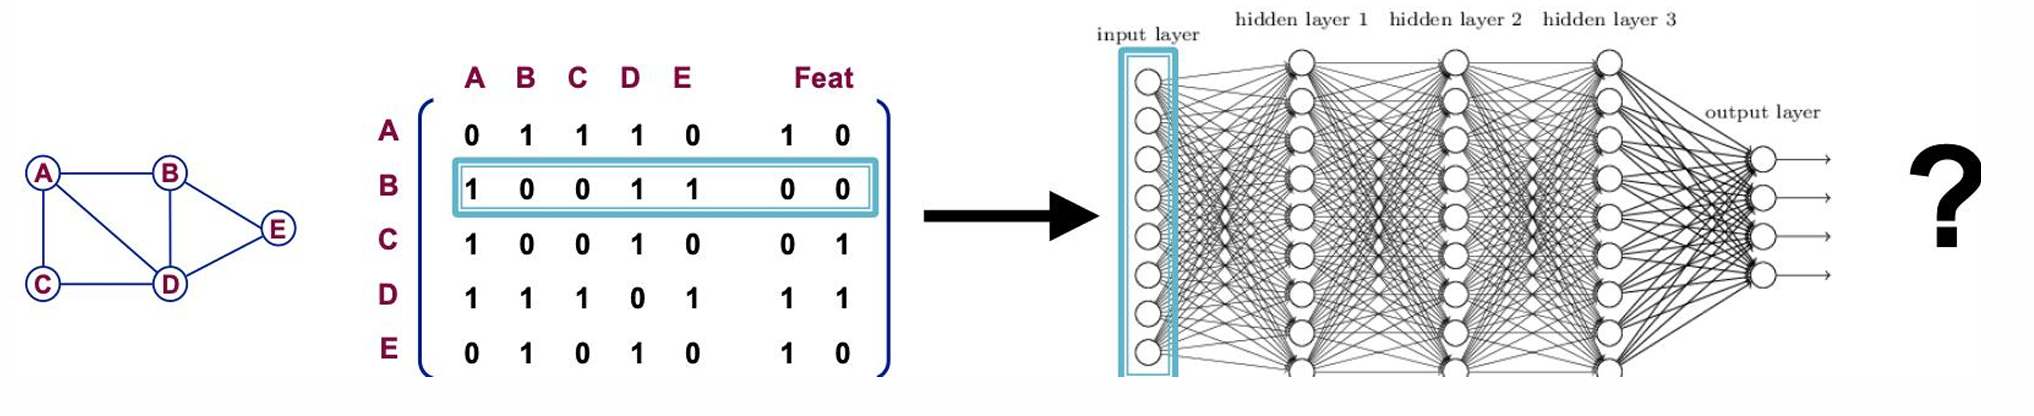 hidden layer 1 hidden layer 2 hidden layer 3
input layer
A B C D E Feat
output layer
A 0 1 1 1 0 1 0
B 1 0 0 1 1 0 0
C 1 0 0 1 0 0 1
D 1 1 1 0 1 1 1
E 0 1 0 1 0 1 0
A B
E
C D
?